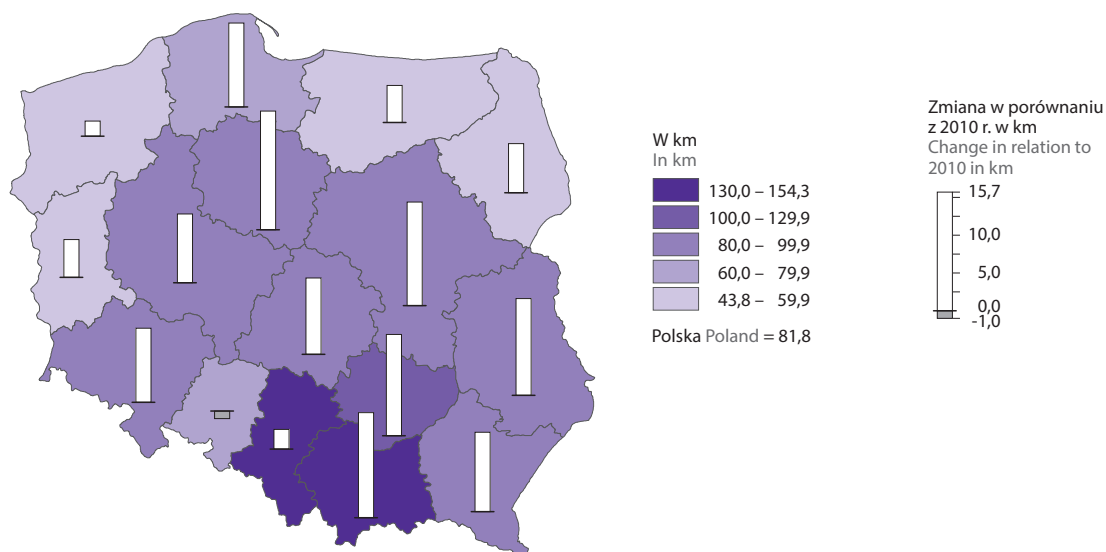 W km
In km
130,0 – 154,3
100,0 – 129,9
80,0 – 99,9
60,0 – 79,9
43,8 – 59,9
Polska Poland = 81,8
Zmiana w porównaniu
z 2010 r. w km
Change in relation to
2010 in km
15,7
10,0
5,0
0,0
-1,0